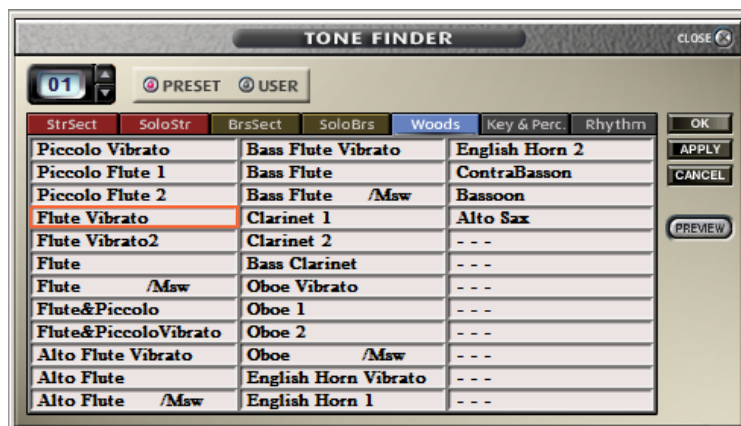 TONE FINDER
CLOSE
01
PRESET
USER
StrSect
SoloStr
BrsSect
SoloBrs
Woods
Key & Perc.
Rhythm
OK
APPLY
CANCEL
PREVIEW
Piccolo Vibrato
Piccolo Flute 1
Piccolo Flute 2
Flute Vibrato
Flute Vibrato2
Flute
Flute /Msw
Flute&Piccolo
Flute&PiccoloVibrato
Alto Flute Vibrato
Alto Flute
Alto Flute /Msw
Bass Flute Vibrato
Bass Flute
Bass Flute /Msw
Clarinet 1
Clarinet 2
Bass Clarinet
Oboe Vibrato
Oboe 1
Oboe 2
Oboe /Msw
English Horn Vibrato
English Horn 1
English Horn 2
ContraBasson
Bassoon
Alto Sax
- - -
- - -
- - -
- - -
- - -
- - -
- - -
- - -